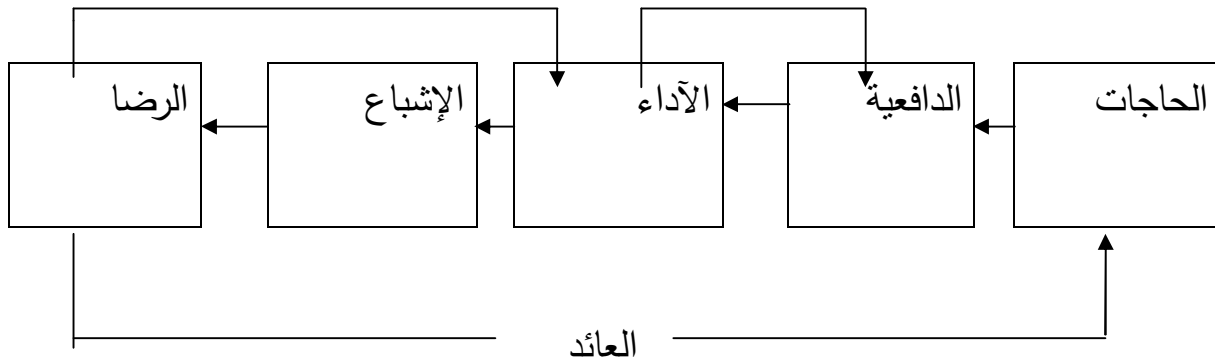 الحاجات
الدافعية
الآداء
الإشباع
الرضا
العائد